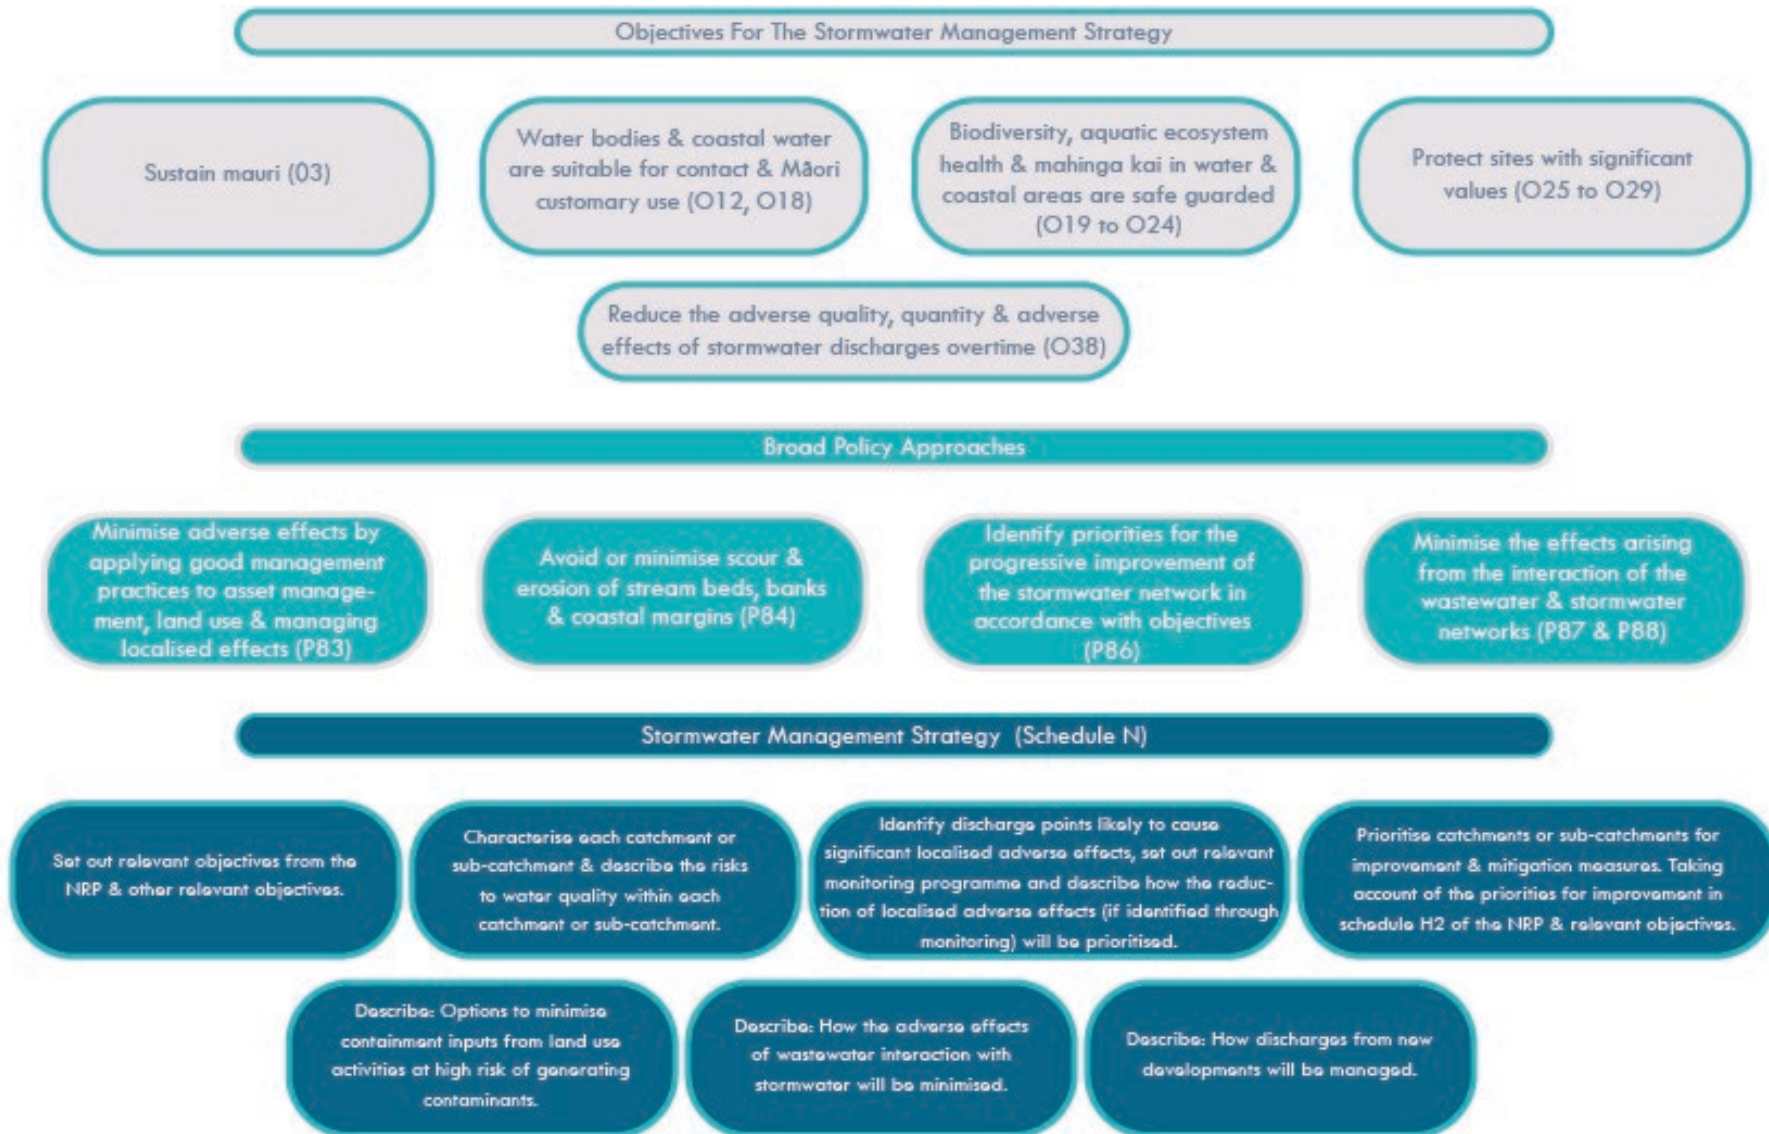 Objectives For The Stormwater Management Strategy
Sustain mauri (03)
Water bodies & coastal water
are suitable for contact & Māori
customary use (O12, O18)
Biodiversity, aquatic ecosystem
health & mahinga kai in water &
coastal areas are safe guarded
(O19 to O24)
Protect sites with significant
values (O25 to O29)
Reduce the adverse quality, quantity & adverse
effects of stormwater discharges overtime (O38)
Broad Policy Approaches
Minimise adverse effects by
applying good management
practices to asset manage-
ment, land use & managing
localised effects (P83)
Avoid or minimise scour &
erosion of stream beds, banks
& coastal margins (P84)
Identify priorities for the
progressive improvement of
the stormwater network in
accordance with objectives
(P86)
Minimise the effects arising
from the interaction of the
wastewater & stormwater
networks (P87 & P88)
Stormwater Management Strategy (Schedule N)
Set out relevant objectives from the
NRP & other relevant objectives.
Characterise each catchment or
sub-catchment & describe the risks
to water quality within each
catchment or sub-catchment.
Identify discharge points likely to cause
significant localised adverse effects, set out relevant
monitoring programme and describe how the reduc-
tion of localised adverse effects (if identified through
monitoring) will be prioritised.
Prioritise catchments or sub-catchments for
improvement & mitigation measures. Taking
account of the priorities for improvement in
schedule H2 of the NRP & relevant objectives.
Describe: Options to minimise
containment inputs from land use
activities at high risk of generating
contaminants.
Describe: How the adverse effects
of wastewater interaction with
stormwater will be minimised.
Describe: How discharges from new
developments will be managed.